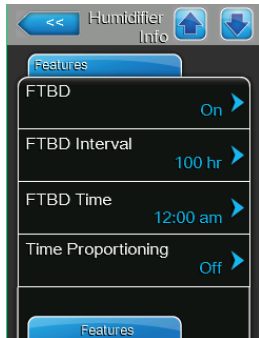 << Humidifier
Info
Features
FTBD
On
FTBD Interval
100 hr
FTBD Time
12:00 am
Time Proportioning
Off
Features